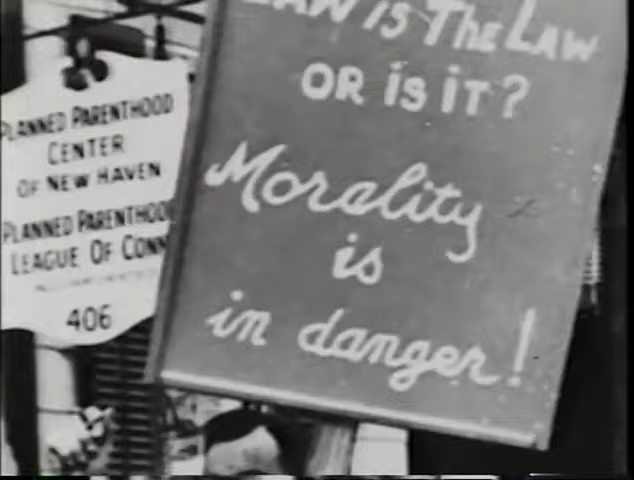 PLANNED PARENTHOOD
CENTER
OF NEW HAVEN
PLANNED PARENTHOOD
LEAGUE OF CONN
406
LAW is THE LAW
OR is iT?
Morality
is
in danger!